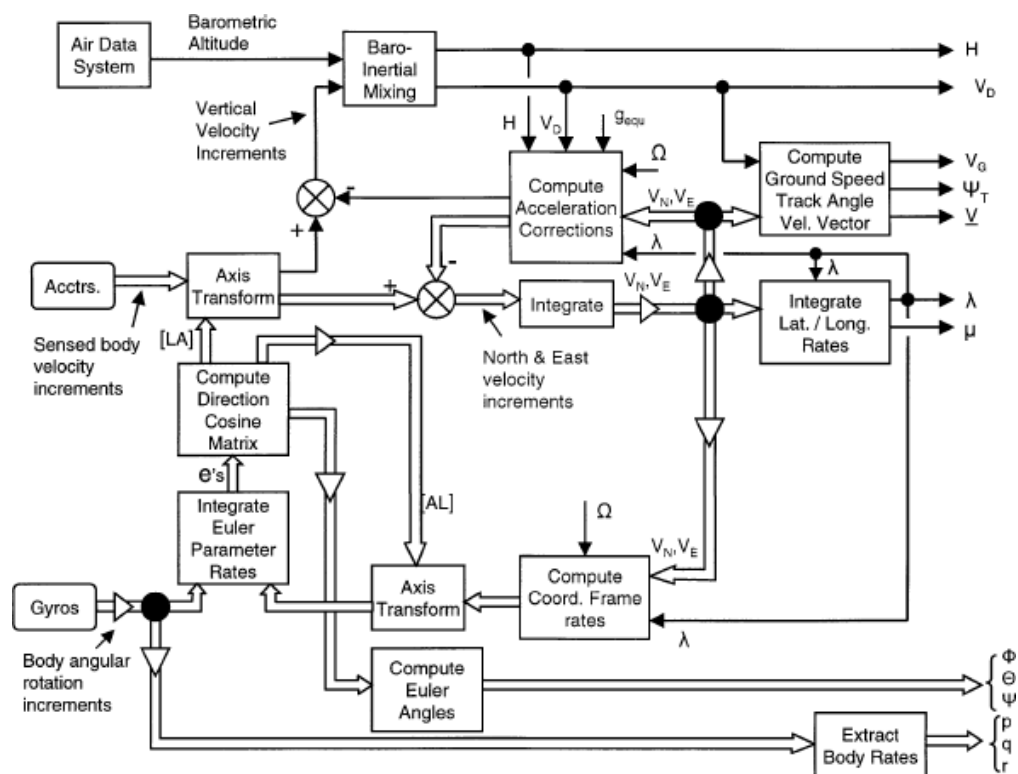 Barometric
Altitude
Air Data
System
Baro-
Inertial
Mixing
H
V_D
Vertical
Velocity
Increments
H
V_D
g_equ
Ω
-
+
Compute
Acceleration
Corrections
V_N, V_E
Compute
Ground Speed
Track Angle
Vel. Vector
V_G
Ψ_T
V
λ
λ
-
Acctrs.
Axis
Transform
+
Integrate
V_N, V_E
Integrate
Lat. / Long.
Rates
λ
μ
[LA]
Sensed body
velocity
increments
North & East
velocity
increments
Compute
Direction
Cosine
Matrix
e's
[AL]
Integrate
Euler
Parameter
Rates
Ω
V_N, V_E
Gyros
Axis
Transform
Compute
Coord. Frame
rates
λ
Body angular
rotation
increments
Compute
Euler
Angles
Φ
Θ
Ψ
Extract
Body Rates
p
q
r